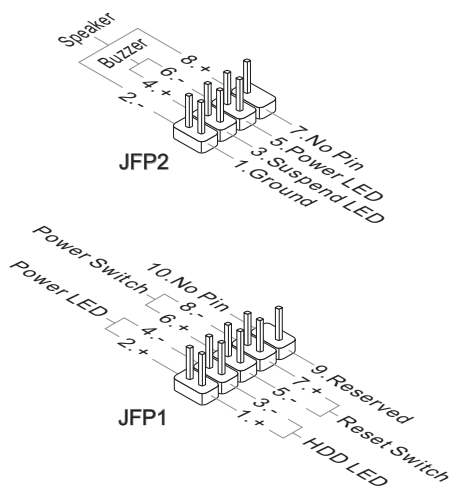 Speaker
Buzzer
8.+
6.-
4.+
2.-
7.No Pin
5.Power LED
3.Suspend LED
1.Ground
JFP2
Power Switch
Power LED
10.No Pin
8.-
6.+
4.-
2.+
9.Reserved
7.+
5.-
3.-
1.+
Reset Switch
HDD LED
JFP1